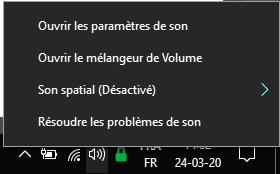 Ouvrir les paramètres de son
Ouvrir le mélangeur de Volume
Son spatial (Désactivé)
Résoudre les problèmes de son
FR
24-03-20